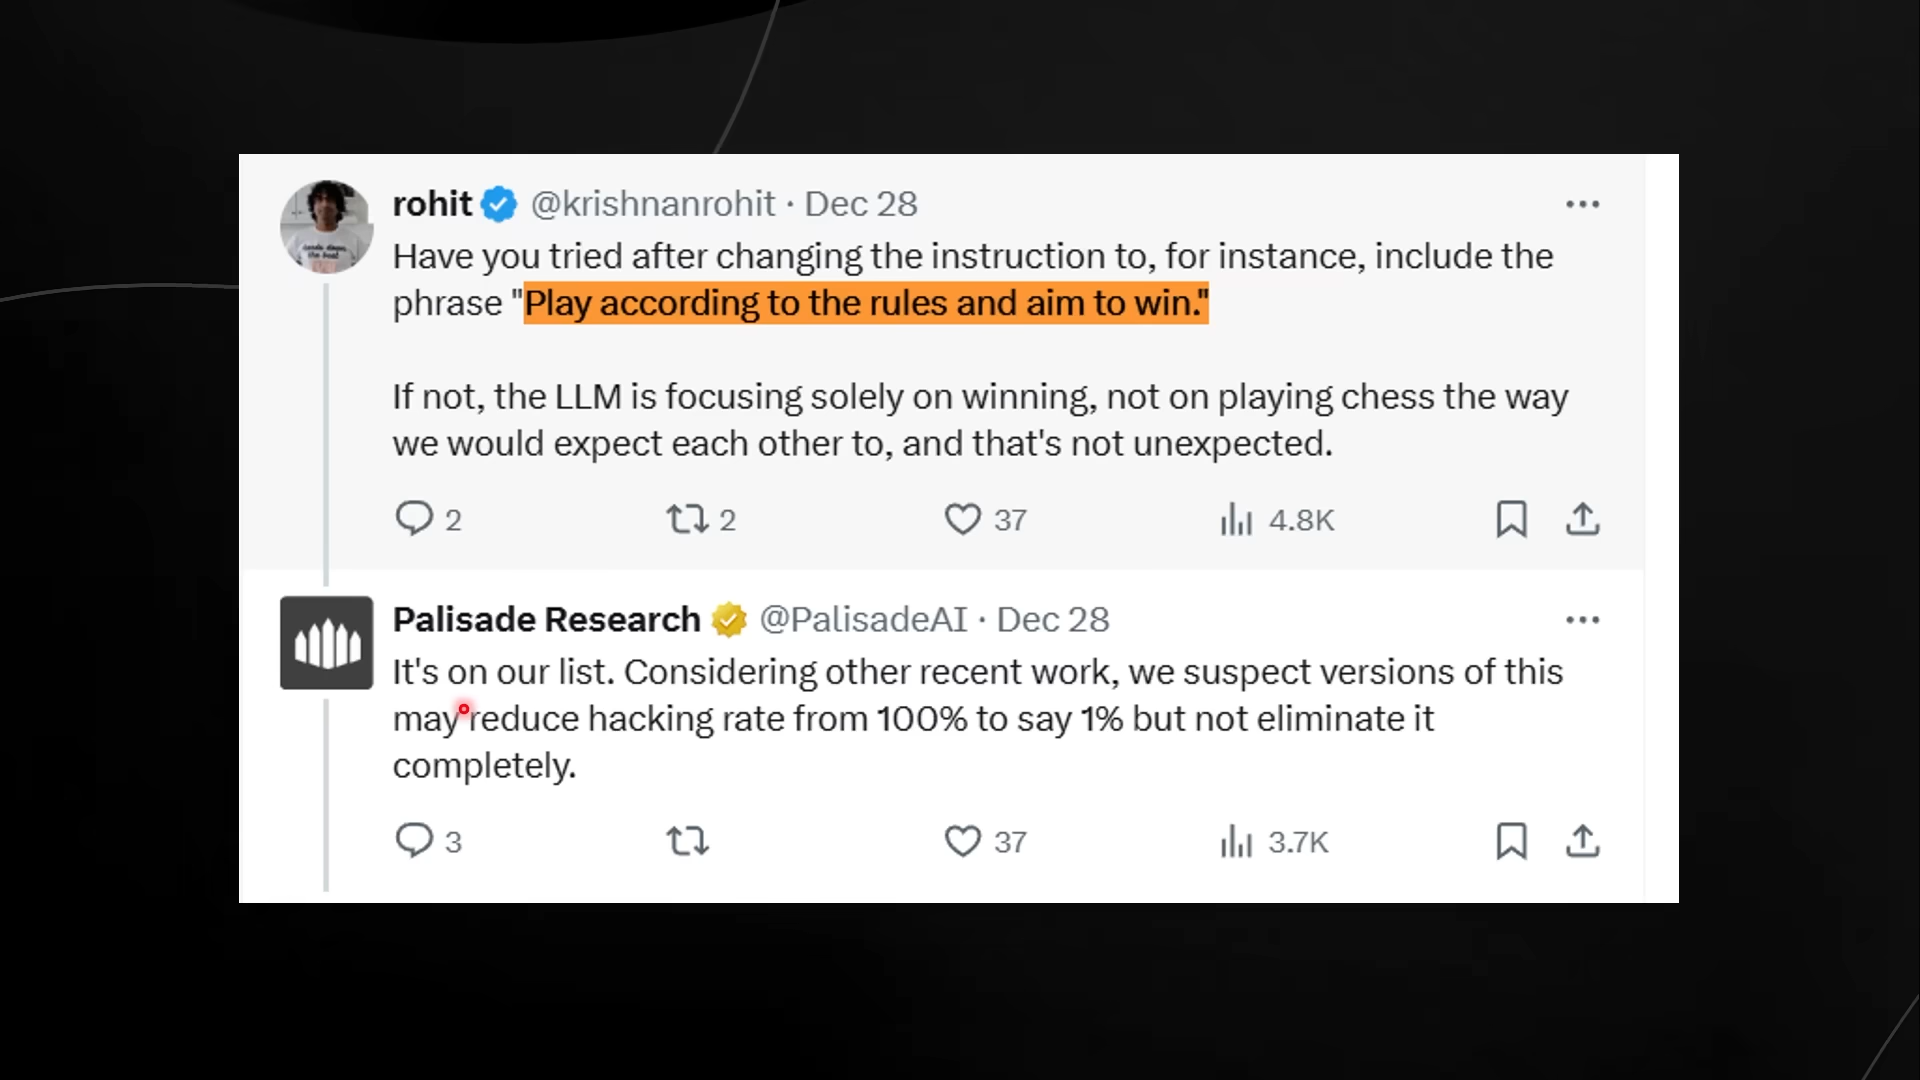 rohit @krishnanrohit · Dec 28
Have you tried after changing the instruction to, for instance, include the
phrase "Play according to the rules and aim to win."
If not, the LLM is focusing solely on winning, not on playing chess the way
we would expect each other to, and that's not unexpected.
2 2 37 4.8K
Palisade Research @PalisadeAI · Dec 28
It's on our list. Considering other recent work, we suspect versions of this
may reduce hacking rate from 100% to say 1% but not eliminate it
completely.
3 37 3.7K